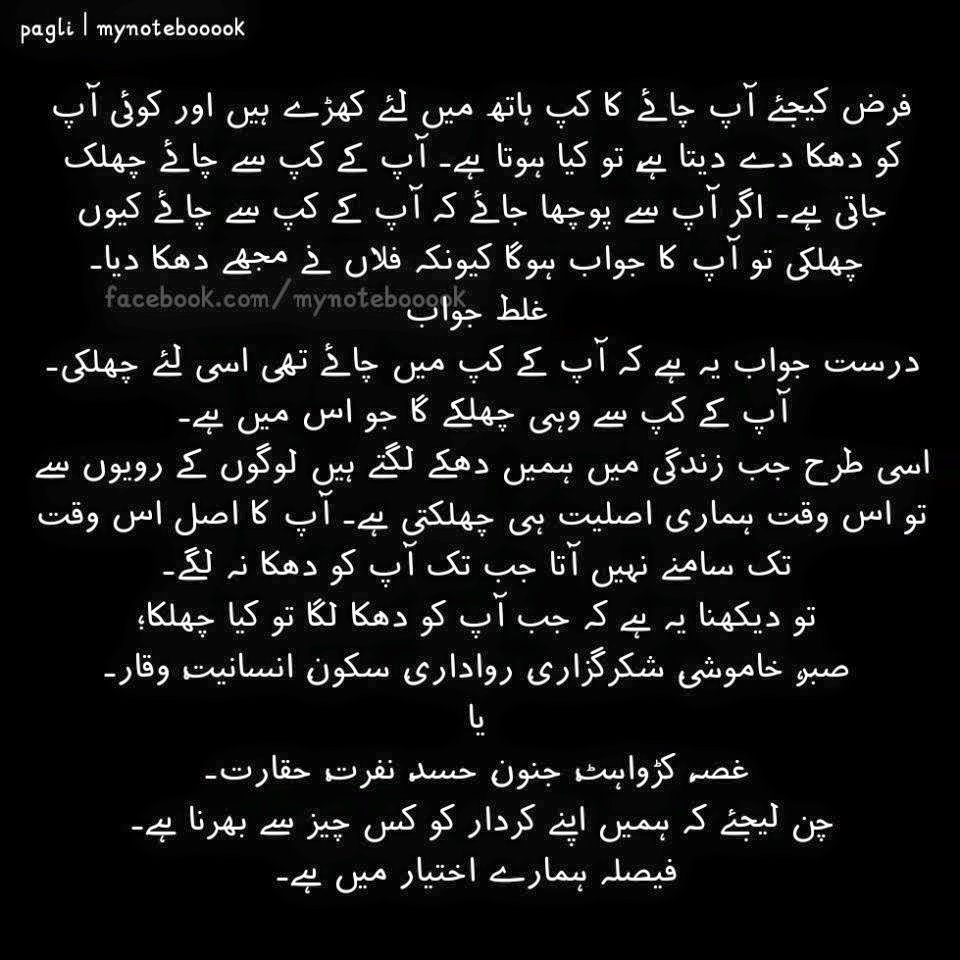 pagli | mynotebooook
فرض کیجئے آپ چائے کا کپ ہاتھ میں لئے کھڑے ہیں اور کوئی آپ
کو دھکا دے دیتا ہے، تو کیا ہوتا ہے۔ آپ کے کپ سے چائے چھلک
جاتی ہے۔ اگر آپ سے پوچھا جائے کہ آپ کے کپ سے چائے کیوں
چھلکی تو آپ کا جواب ہوگا کیونکہ فلاں نے مجھے دھکا دیا۔
facebook.com/mynotebooook
غلط جواب
درست جواب یہ ہے کہ آپ کے کپ میں چائے تھی اسی لئے چھلکی۔
آپ کے کپ سے وہی چھلکے گا جو اس میں ہے۔
اسی طرح جب زندگی میں ہمیں دھکے لگتے ہیں لوگوں کے رویوں سے
تو اس وقت ہماری اصلیت ہی چھلکتی ہے۔ آپ کا اصل اس وقت
تک سامنے نہیں آتا جب تک آپ کو دھکا نہ لگے۔
تو دیکھنا یہ ہے کہ جب آپ کو دھکا لگا تو کیا چھلکا؛
صبر، خاموشی، شکرگزاری، رواداری، سکون، انسانیت، وقار۔
یا
غصہ، کڑواہٹ، جنون، حسد، نفرت، حقارت۔
چن لیجئے کہ ہمیں اپنے کردار کو کس چیز سے بھرنا ہے۔
فیصلہ ہمارے اختیار میں ہے۔